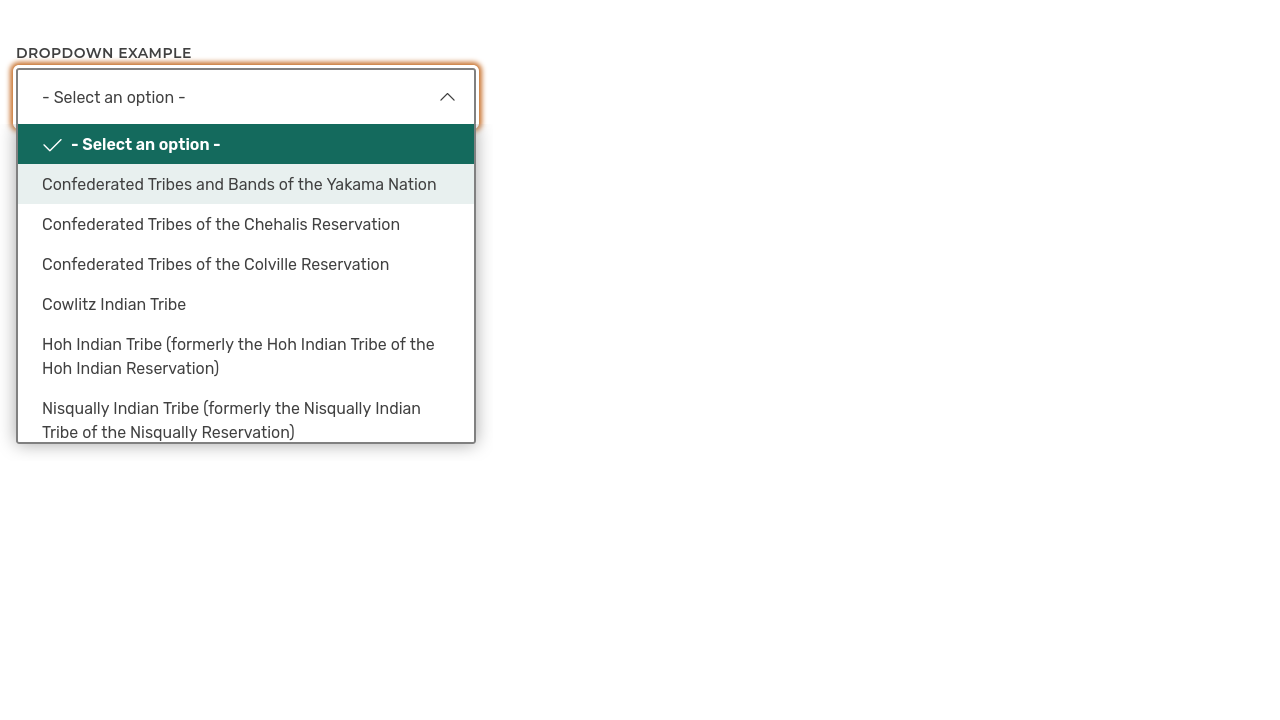 DROPDOWN EXAMPLE
- Select an option -
- Select an option -
Confederated Tribes and Bands of the Yakama Nation
Confederated Tribes of the Chehalis Reservation
Confederated Tribes of the Colville Reservation
Cowlitz Indian Tribe
Hoh Indian Tribe (formerly the Hoh Indian Tribe of the
Hoh Indian Reservation)
Nisqually Indian Tribe (formerly the Nisqually Indian
Tribe of the Nisqually Reservation)